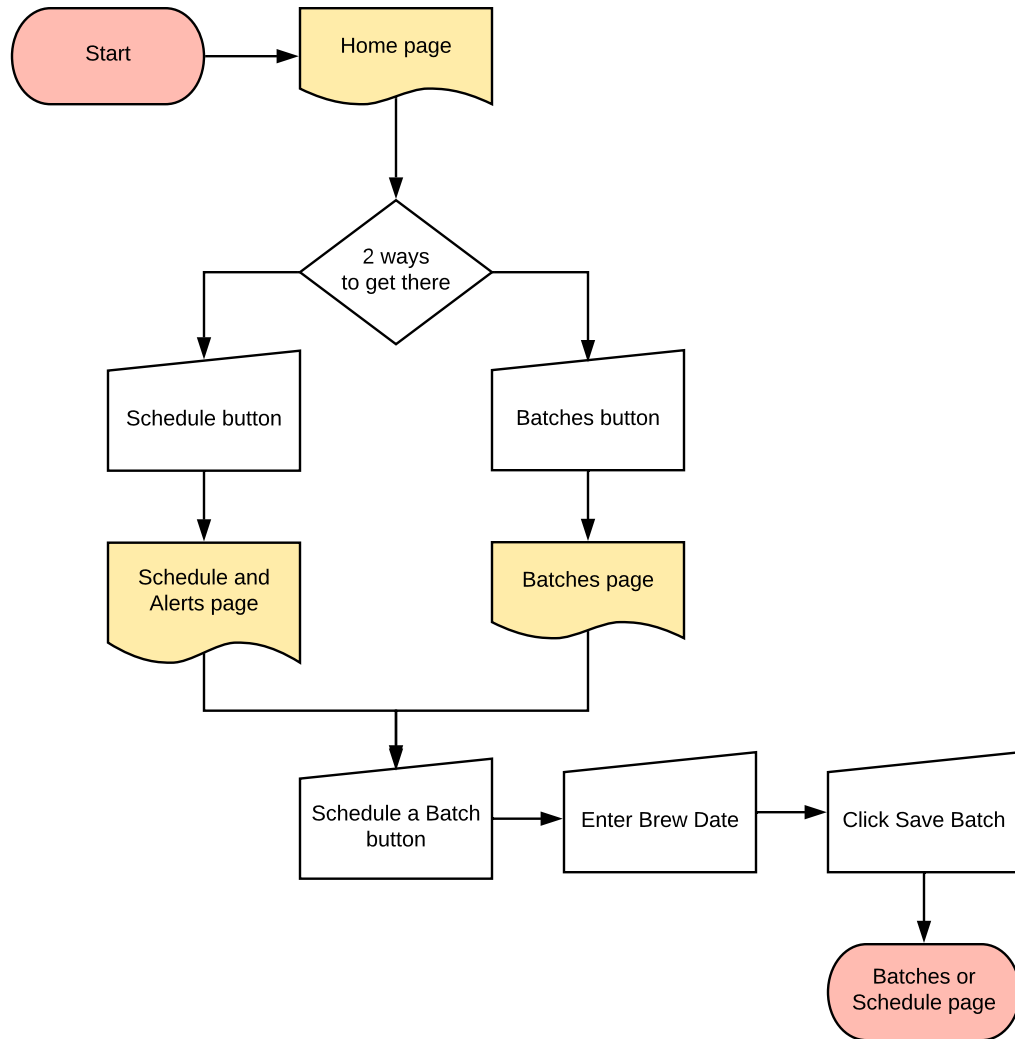 Start
Home page
2 ways
to get there
Schedule button
Batches button
Schedule and
Alerts page
Batches page
Schedule a Batch
button
Enter Brew Date
Click Save Batch
Batches or
Schedule page